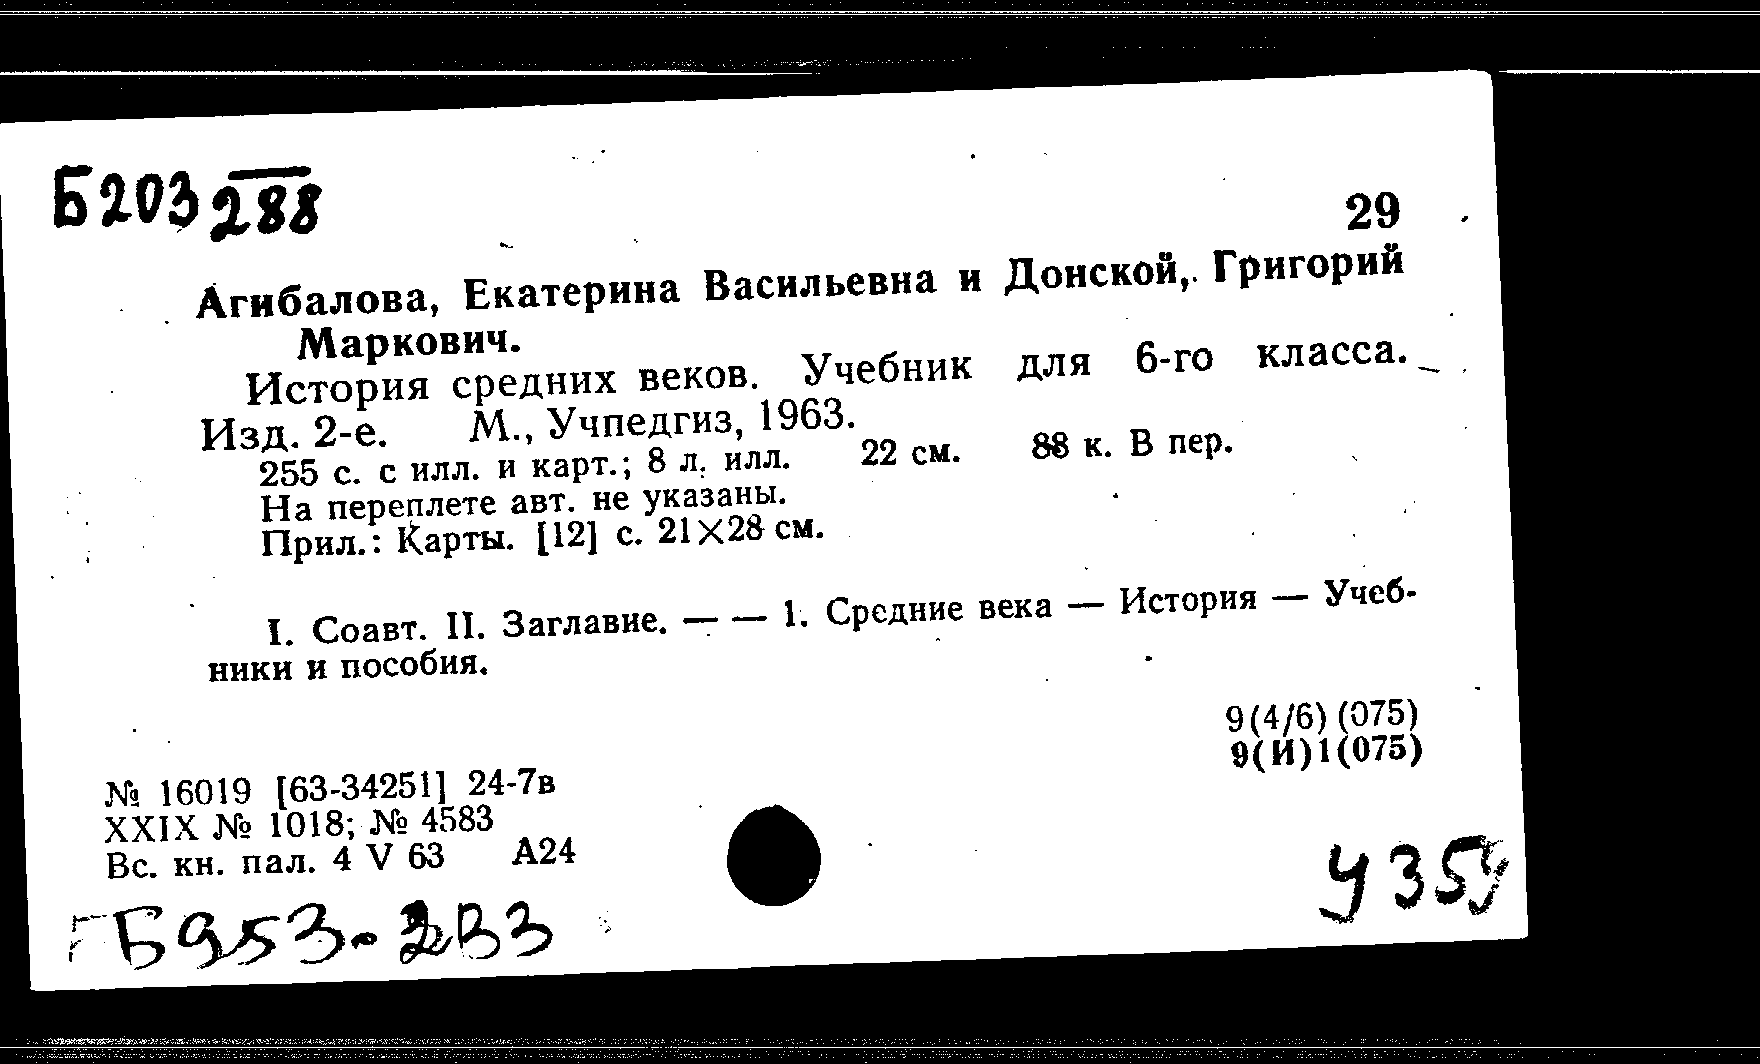 Б203 288
29
Агибалова, Екатерина Васильевна и Донской, Григорий
Маркович.
История средних веков. Учебник для 6-го класса.
Изд. 2-е. М., Учпедгиз, 1963.
255 с. с илл. и карт.; 8 л. илл. 22 см. 88 к. В пер.
На переплете авт. не указаны.
Прил.: Карты. [12] с. 21×28 см.
I. Соавт. II. Заглавие. — — 1. Средние века — История — Учеб-
ники и пособия.
9(4/6) (075)
9(И)1(075)
№ 16019 [63-34251] 24-7в
XXIX № 1018; № 4583
Вс. кн. пал. 4 V 63 А24